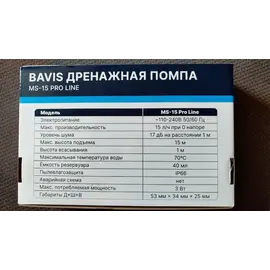 BAVIS ДРЕНАЖНАЯ ПОМПА
MS-15 PRO LINE
Модель MS-15 Pro Line
Электропитание ~110-240В 50/60 Гц
Макс. производительность 15 л/ч при 0 напоре
Уровень шума 17 дБ на расстоянии 1 м
Макс. высота подъема 15 м
Высота всасывания 1 м
Максимальная температура воды 70°С
Емкость резервуара 40 мл
Пылевлагозащита IP66
Аварийная схема нет
Макс. потребляемая мощность 3 Вт
Габариты Д×Ш×В 53 мм × 34 мм × 25 мм